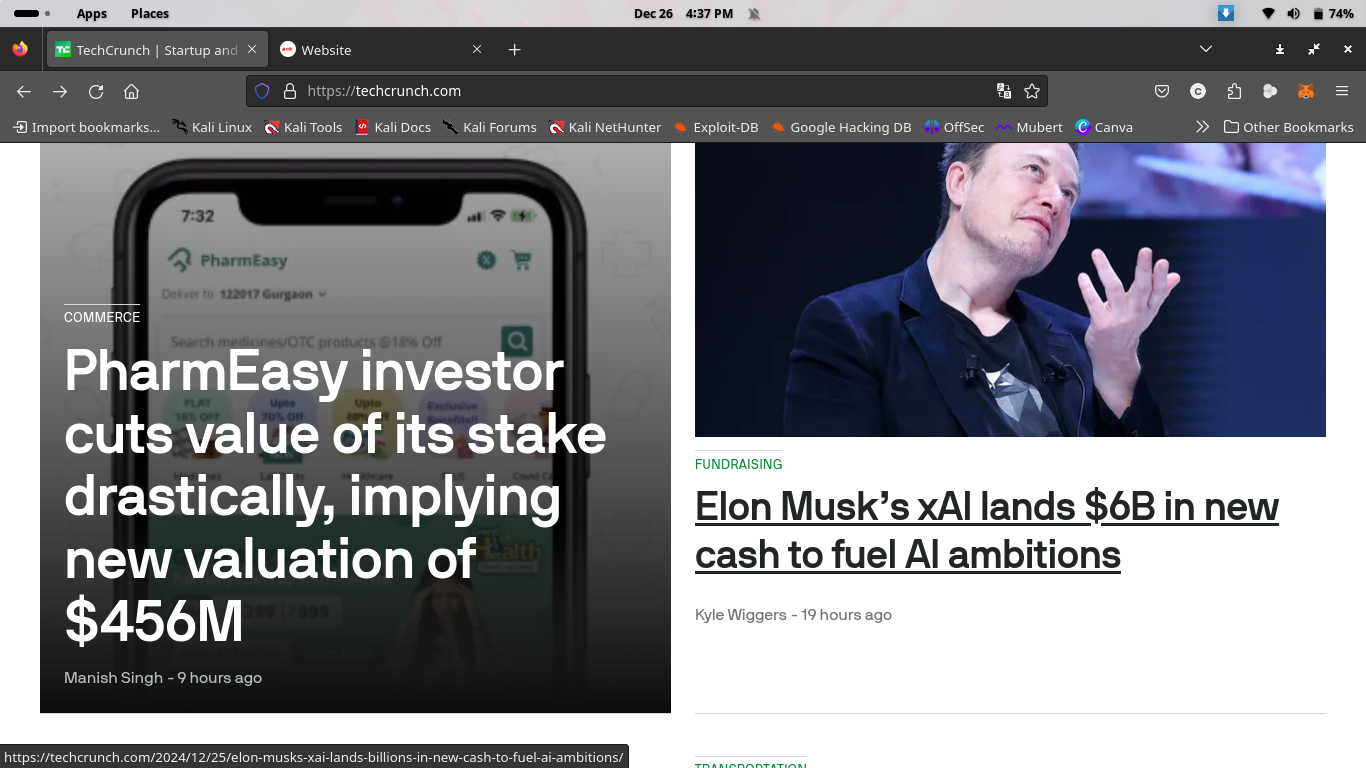 Apps Places Dec 26 4:37 PM 74%
TechCrunch | Startup and Website
https://techcrunch.com
Import bookmarks... Kali Linux Kali Tools Kali Docs Kali Forums Kali NetHunter Exploit-DB Google Hacking DB OffSec Mubert Canva Other Bookmarks
7:32
PharmEasy
Deliver to 122017 Gurgaon
Search medicines/OTC products @18% Off
COMMERCE
PharmEasy investor
cuts value of its stake
drastically, implying
new valuation of
$456M
Manish Singh - 9 hours ago
FUNDRAISING
Elon Musk’s xAI lands $6B in new
cash to fuel AI ambitions
Kyle Wiggers - 19 hours ago
TRANSPORTATION
https://techcrunch.com/2024/12/25/elon-musks-xai-lands-billions-in-new-cash-to-fuel-ai-ambitions/